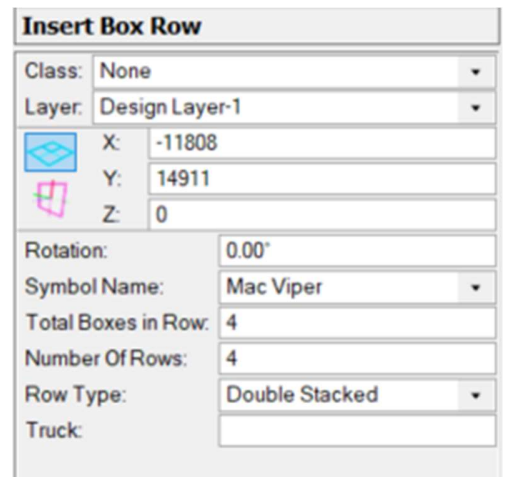 Insert Box Row
Class: None
Layer: Design Layer-1
X: -11808
Y: 14911
Z: 0
Rotation: 0.00°
Symbol Name: Mac Viper
Total Boxes in Row: 4
Number Of Rows: 4
Row Type: Double Stacked
Truck: